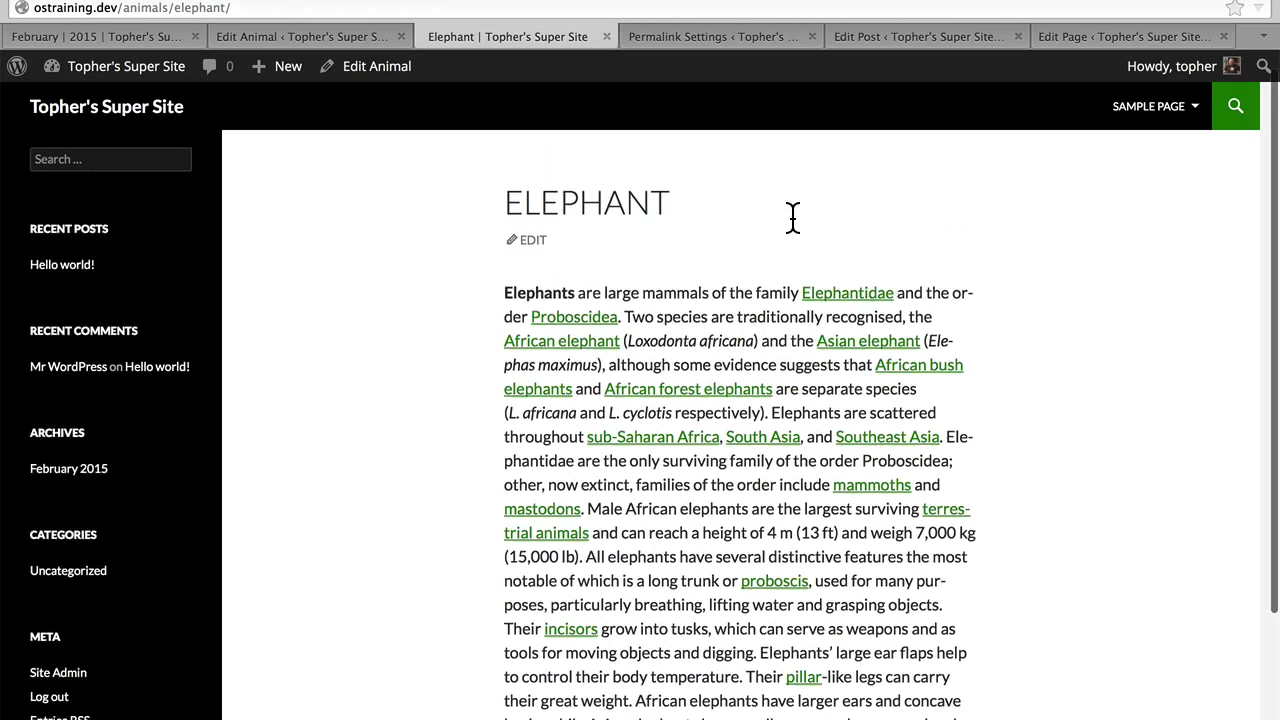 ostraining.dev/animals/elephant/
February | 2015 | Topher's Su... × Edit Animal ‹ Topher's Super S... × Elephant | Topher's Super Site × Permalink Settings ‹ Topher's ... × Edit Post ‹ Topher's Super Site... × Edit Page ‹ Topher's Super Site... ×
Topher's Super Site 0 + New Edit Animal Howdy, topher
Topher's Super Site SAMPLE PAGE
Search ...
RECENT POSTS
Hello world!
RECENT COMMENTS
Mr WordPress on Hello world!
ARCHIVES
February 2015
CATEGORIES
Uncategorized
META
Site Admin
Log out
Entries RSS
ELEPHANT
EDIT
Elephants are large mammals of the family Elephantidae and the or-
der Proboscidea. Two species are traditionally recognised, the
African elephant (Loxodonta africana) and the Asian elephant (Ele-
phas maximus), although some evidence suggests that African bush
elephants and African forest elephants are separate species
(L. africana and L. cyclotis respectively). Elephants are scattered
throughout sub-Saharan Africa, South Asia, and Southeast Asia. Ele-
phantidae are the only surviving family of the order Proboscidea;
other, now extinct, families of the order include mammoths and
mastodons. Male African elephants are the largest surviving terres-
trial animals and can reach a height of 4 m (13 ft) and weigh 7,000 kg
(15,000 lb). All elephants have several distinctive features the most
notable of which is a long trunk or proboscis, used for many pur-
poses, particularly breathing, lifting water and grasping objects.
Their incisors grow into tusks, which can serve as weapons and as
tools for moving objects and digging. Elephants' large ear flaps help
to control their body temperature. Their pillar-like legs can carry
their great weight. African elephants have larger ears and concave